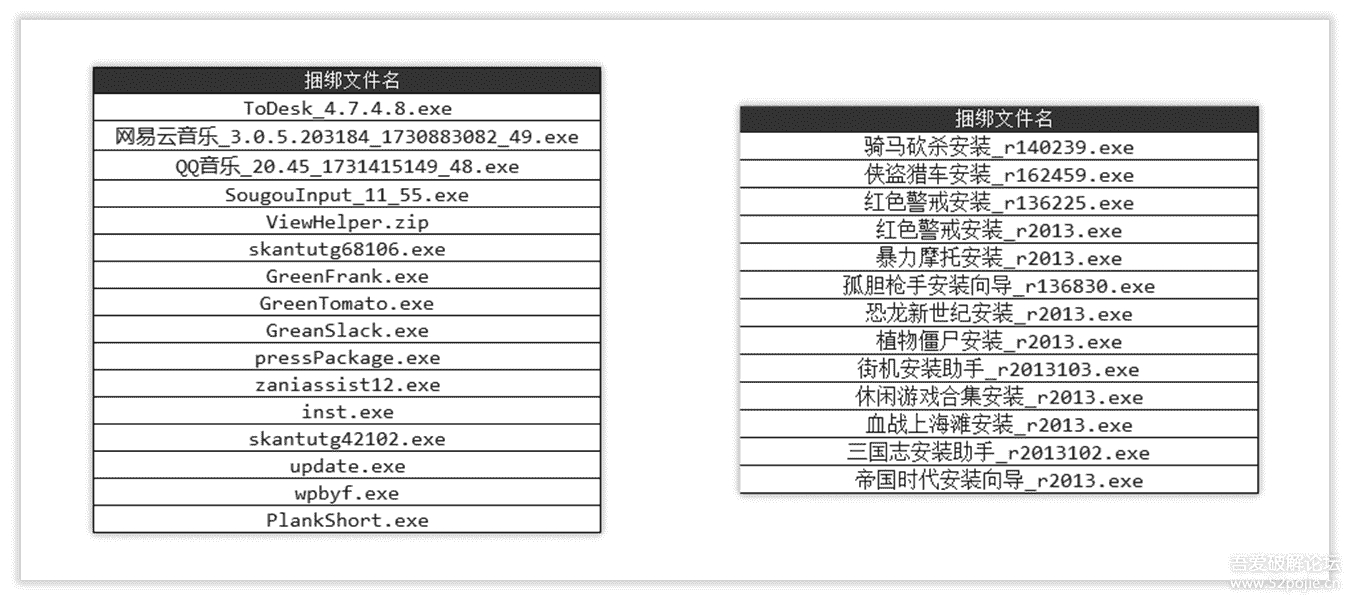 捆绑文件名
ToDesk_4.7.4.8.exe
网易云音乐_3.0.5.203184_1730883082_49.exe
QQ音乐_20.45_1731415149_48.exe
SougouInput_11_55.exe
ViewHelper.zip
skantutg68106.exe
GreenFrank.exe
GreenTomato.exe
GreanSlack.exe
pressPackage.exe
zaniassist12.exe
inst.exe
skantutg42102.exe
update.exe
wpbyf.exe
PlankShort.exe
捆绑文件名
骑马砍杀安装_r140239.exe
侠盗猎车安装_r162459.exe
红色警戒安装_r136225.exe
红色警戒安装_r2013.exe
暴力摩托安装_r2013.exe
孤胆枪手安装向导_r136830.exe
恐龙新世纪安装_r2013.exe
植物僵尸安装_r2013.exe
街机安装助手_r2013103.exe
休闲游戏合集安装_r2013.exe
血战上海滩安装_r2013.exe
三国志安装助手_r2013102.exe
帝国时代安装向导_r2013.exe
吾爱破解论坛
www.52pojie.cn